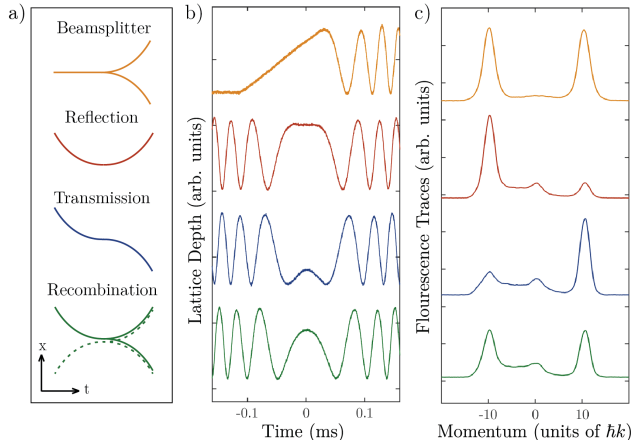 a)
Beamsplitter
Reflection
Transmission
Recombination
x
t
b)
Lattice Depth (arb. units)
-0.1
0
0.1
Time (ms)
c)
Flourescence Traces (arb. units)
-10
0
10
Momentum (units of ħk)